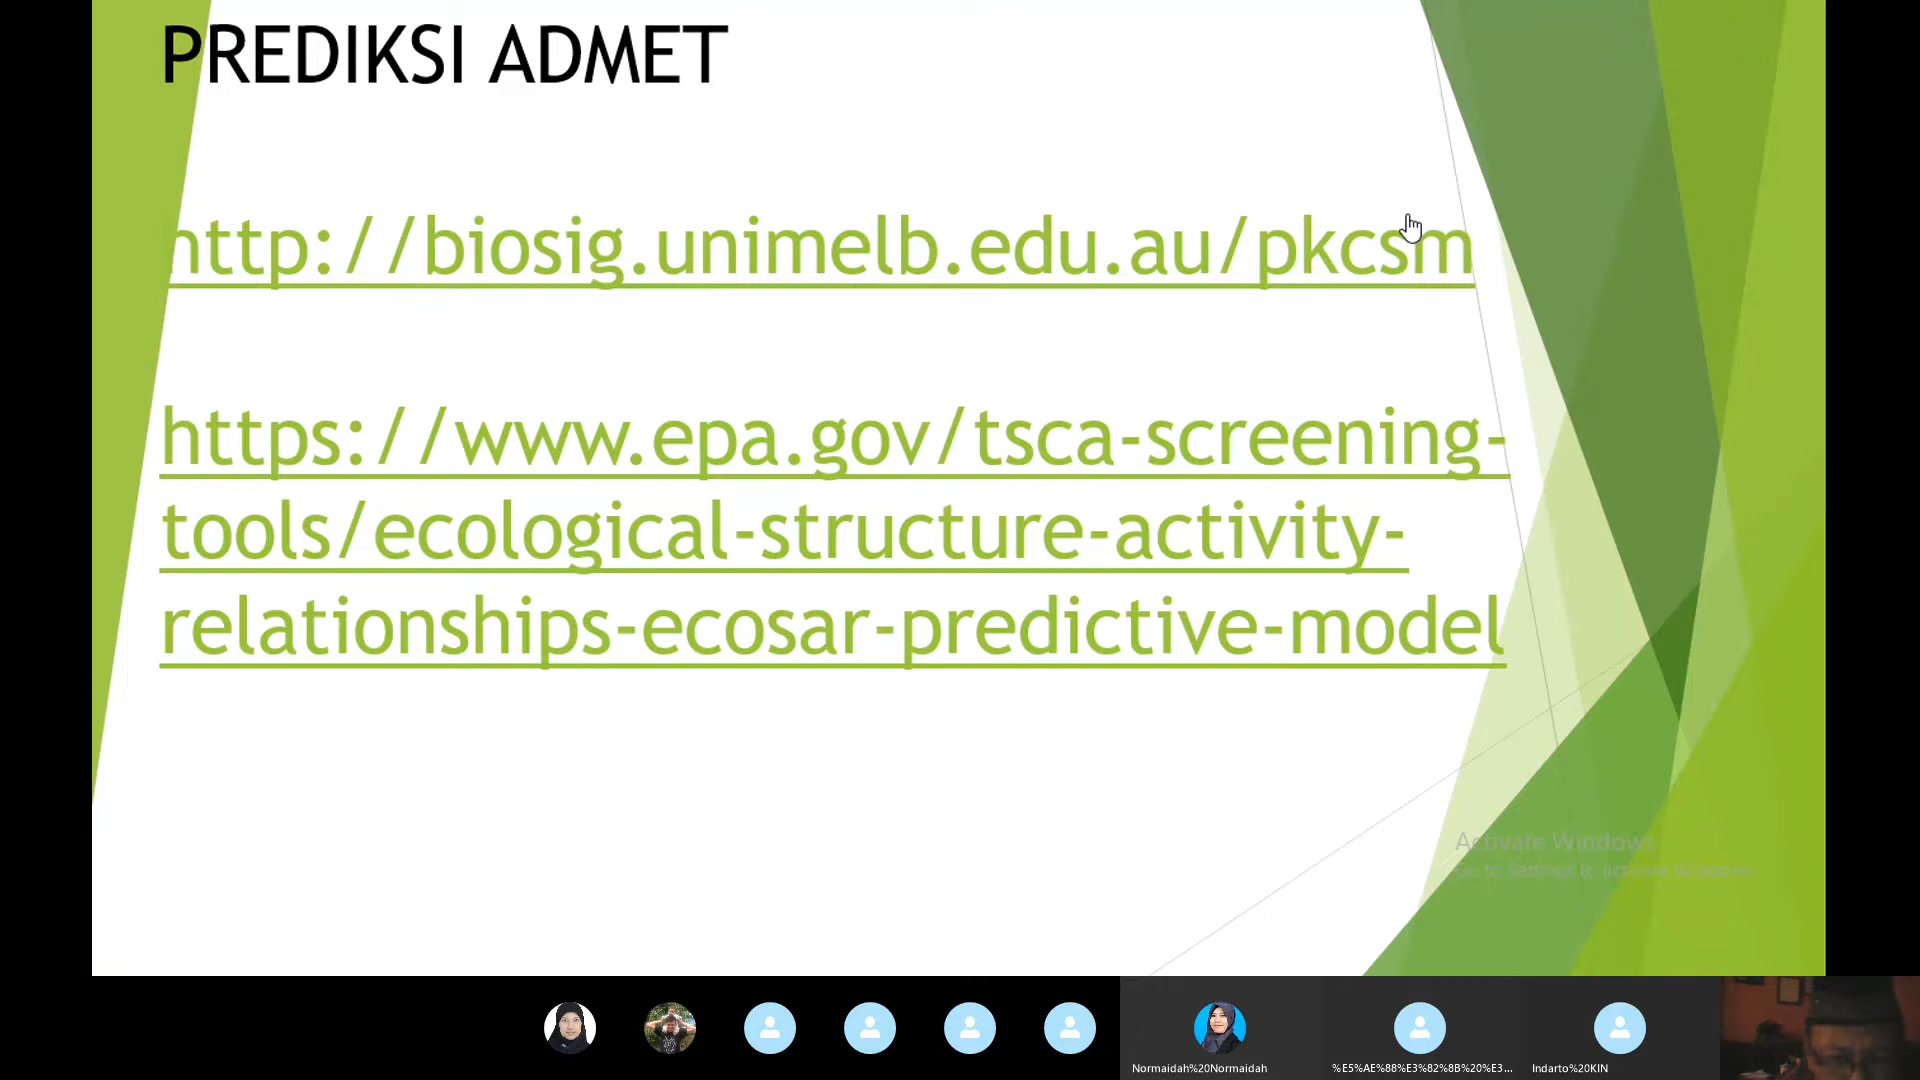 PREDIKSI ADMET
http://biosig.unimelb.edu.au/pkcsm
https://www.epa.gov/tsca-screening-
tools/ecological-structure-activity-
relationships-ecosar-predictive-model
Activate Windows
Go to Settings to activate Windows.
Normaidah%20Normaidah
%E5%AE%88%E3%82%8B%20%E3...
Indarto%20KIN